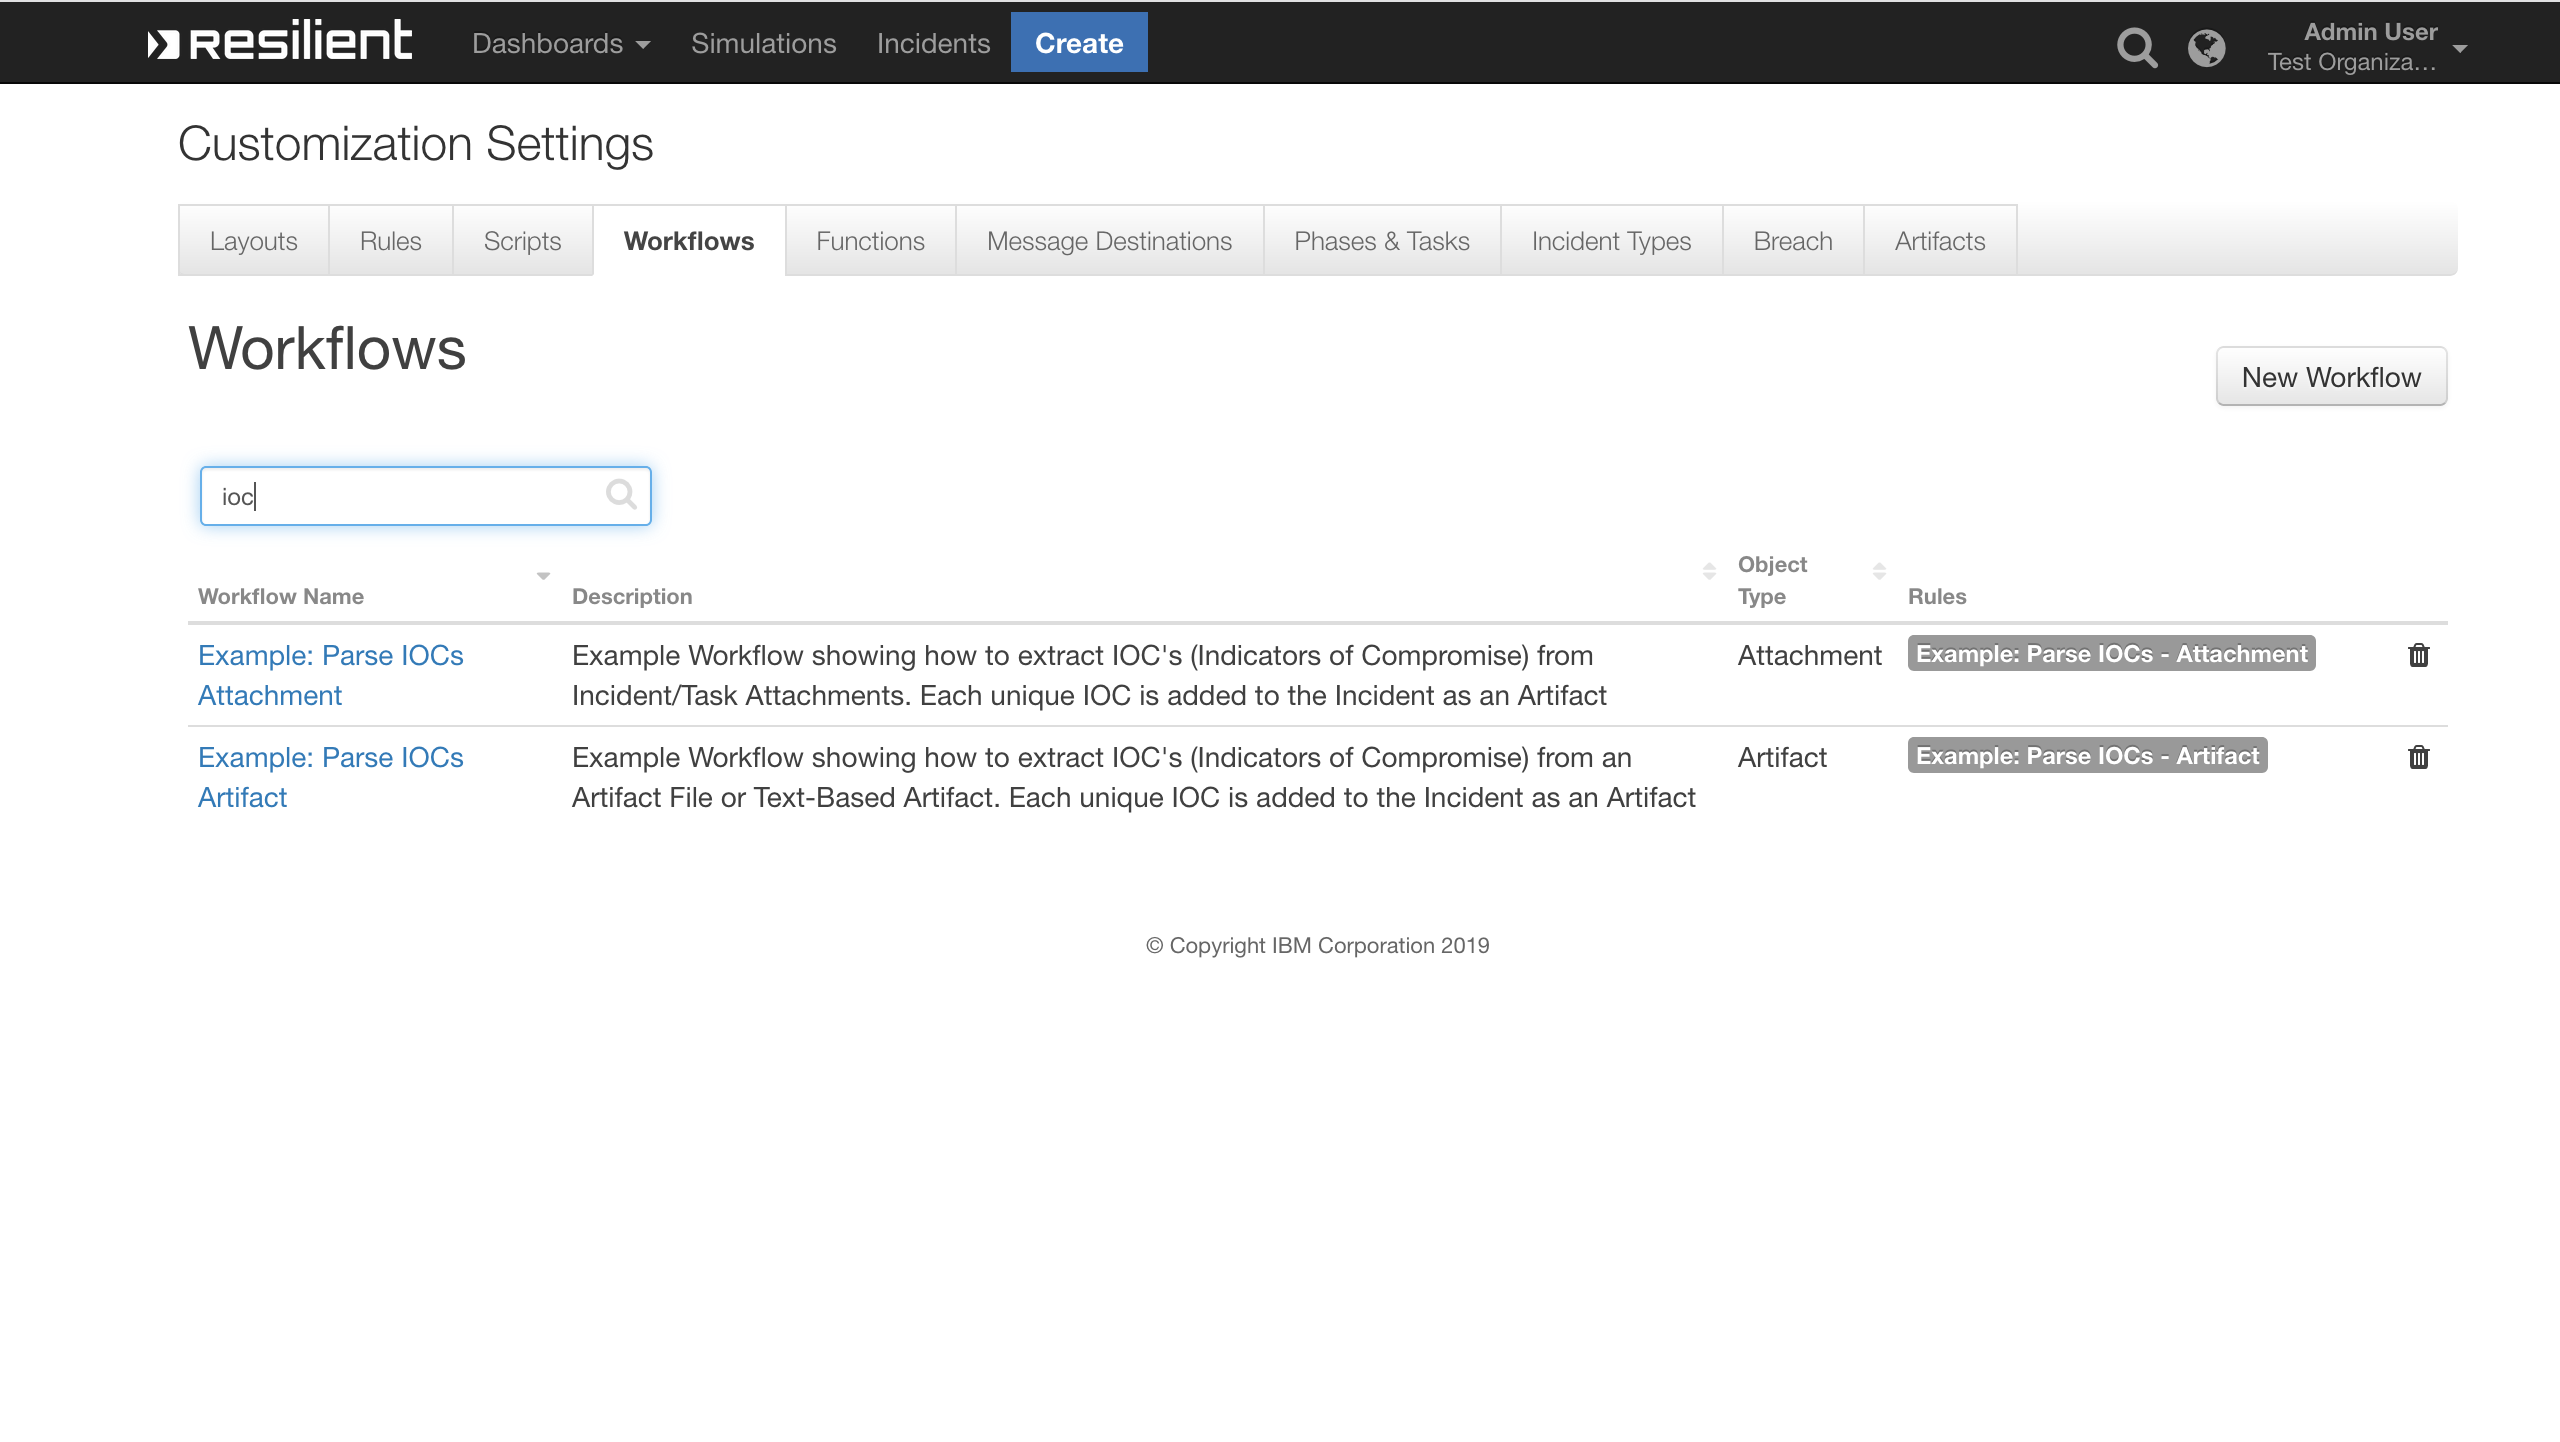 resilient
Dashboards
Simulations
Incidents
Create
Admin User
Test Organiza...
Customization Settings
Layouts
Rules
Scripts
Workflows
Functions
Message Destinations
Phases & Tasks
Incident Types
Breach
Artifacts
Workflows
New Workflow
ioc
Workflow Name
Description
Object
Type
Rules
Example: Parse IOCs
Attachment
Example Workflow showing how to extract IOC's (Indicators of Compromise) from
Incident/Task Attachments. Each unique IOC is added to the Incident as an Artifact
Attachment
Example: Parse IOCs - Attachment
Example: Parse IOCs
Artifact
Example Workflow showing how to extract IOC's (Indicators of Compromise) from an
Artifact File or Text-Based Artifact. Each unique IOC is added to the Incident as an Artifact
Artifact
Example: Parse IOCs - Artifact
© Copyright IBM Corporation 2019